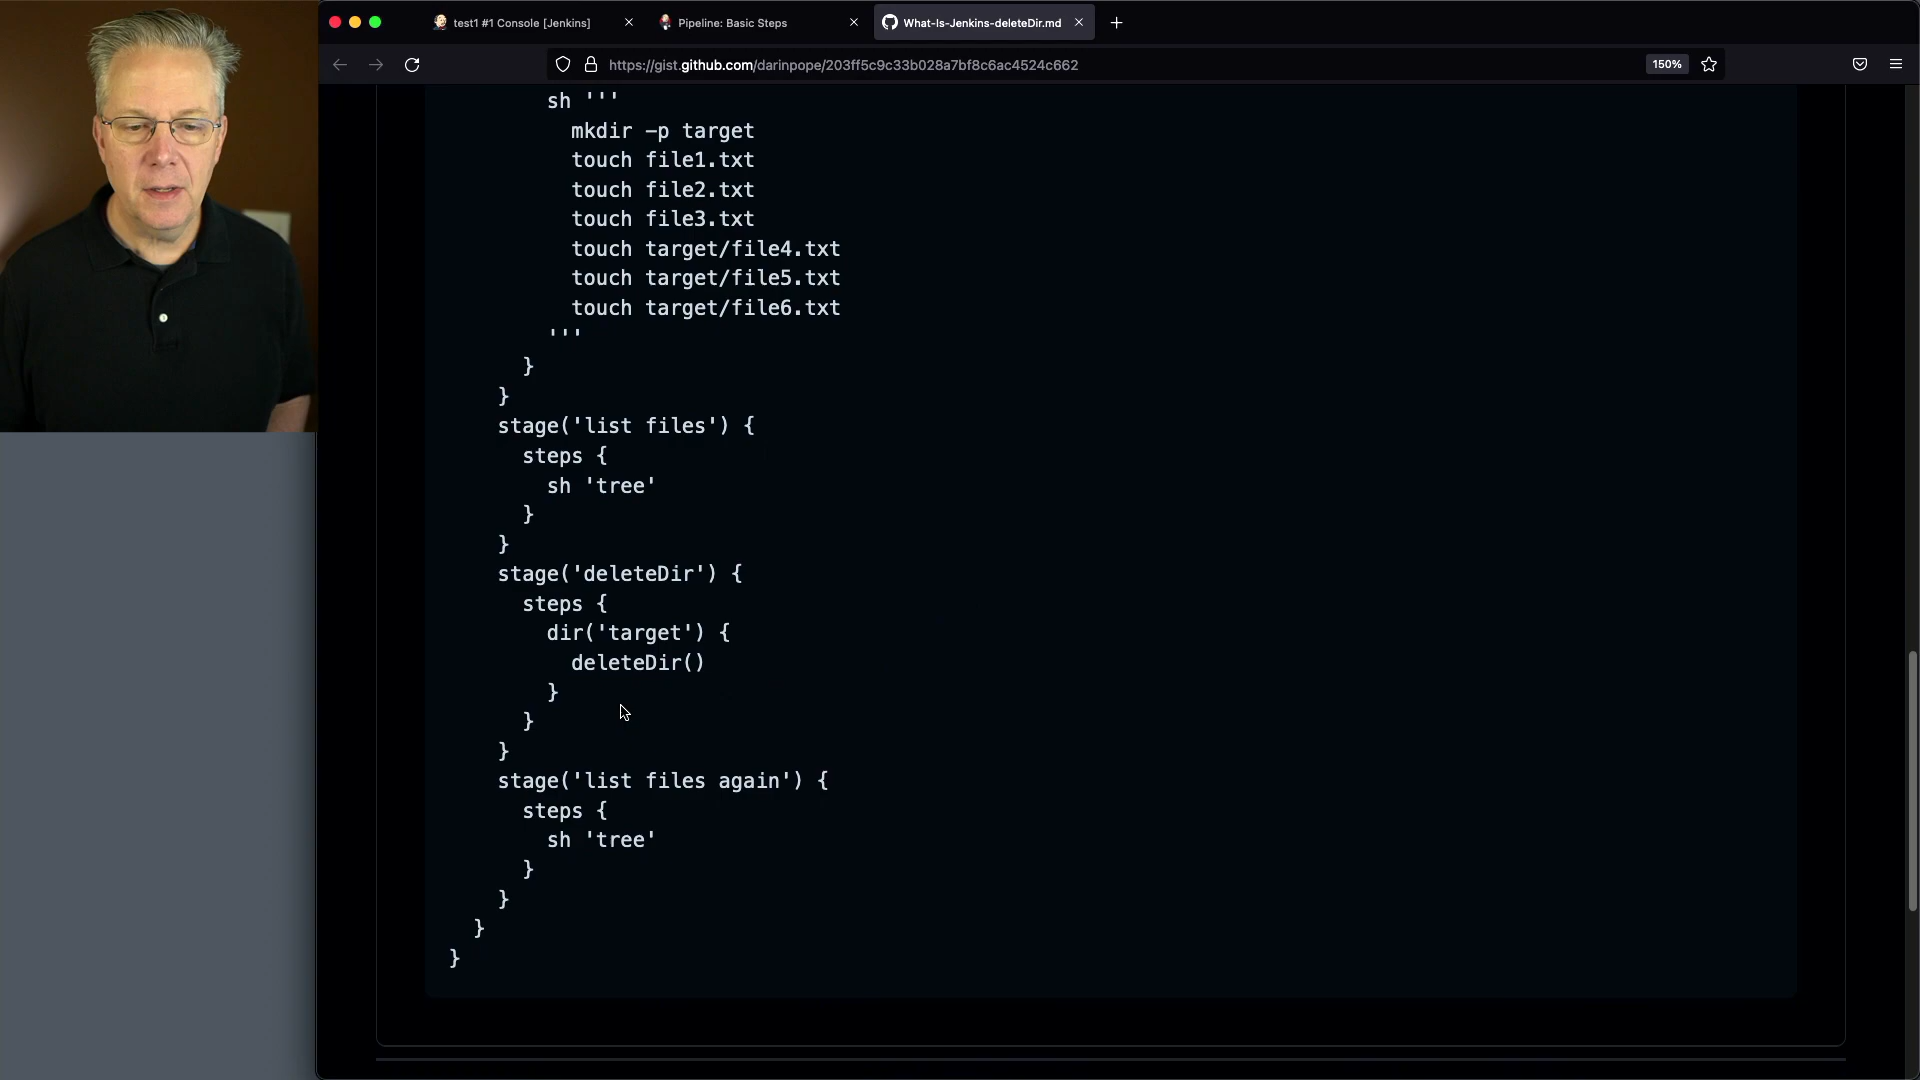 test1 #1 Console [Jenkins]
Pipeline: Basic Steps
What-Is-Jenkins-deleteDir.md
https://gist.github.com/darinpope/203ff5c9c33b028a7bf8c6ac4524c662
150%
sh '''
mkdir -p target
touch file1.txt
touch file2.txt
touch file3.txt
touch target/file4.txt
touch target/file5.txt
touch target/file6.txt
'''
}
}
stage('list files') {
steps {
sh 'tree'
}
}
stage('deleteDir') {
steps {
dir('target') {
deleteDir()
}
}
}
stage('list files again') {
steps {
sh 'tree'
}
}
}
}